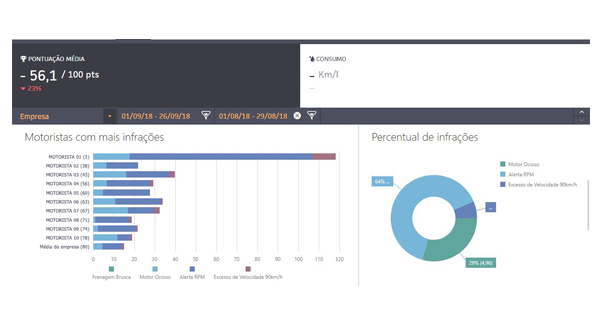 PONTUAÇÃO MÉDIA
- 56,1 / 100 pts
23%
CONSUMO
- Km/l
--
Empresa
01/09/18 - 26/09/18
01/08/18 - 29/08/18
Motoristas com mais infrações
MOTORISTA 01 (2)
MOTORISTA 02 (38)
MOTORISTA 03 (43)
MOTORISTA 04 (56)
MOTORISTA 05 (60)
MOTORISTA 06 (63)
MOTORISTA 07 (67)
MOTORISTA 08 (71)
MOTORISTA 09 (74)
MOTORISTA 10 (78)
Média da empresa (80)
0 10 20 30 40 50 60 70 80 90 100 110 120
Frenagem Brusca Motor Ocioso Alerta RPM Excesso de Velocidade 90km/h
Percentual de infrações
Motor Ocioso
Alerta RPM
Excesso de Velocidade 90km/h
64% ...
...
29% (4,96)